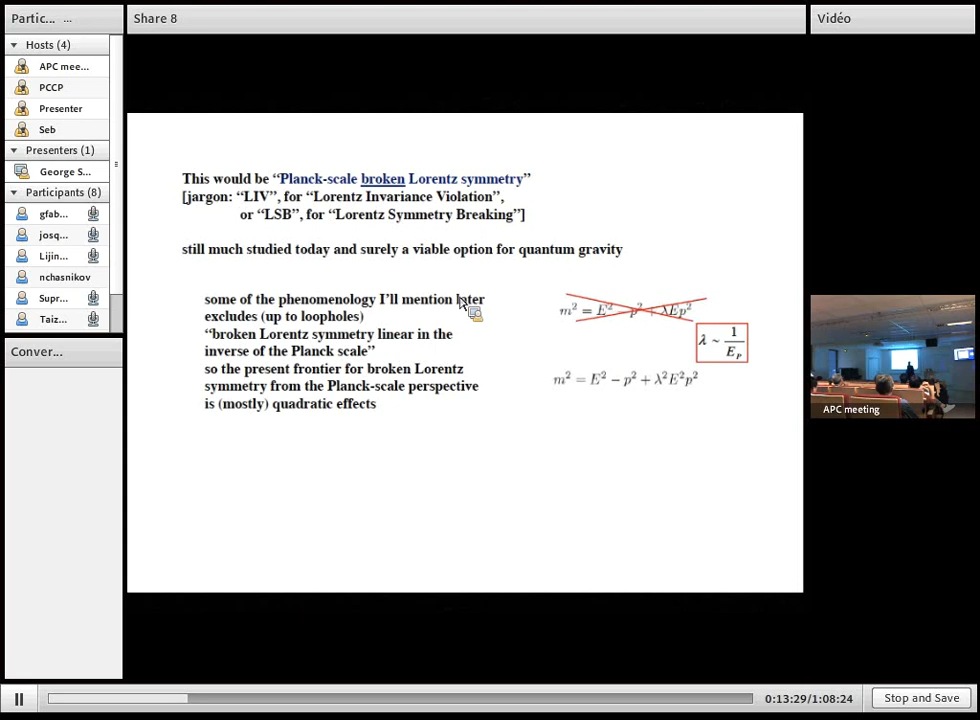 Partic... ...
Share 8
Vidéo
Hosts (4)
APC mee...
PCCP
Presenter
Seb
Presenters (1)
George S...
Participants (8)
gfab...
josq...
Lijin...
nchasnikov
Supr...
Taiz...
Conver...
This would be “Planck-scale broken Lorentz symmetry”
[jargon: “LIV”, for “Lorentz Invariance Violation”,
or “LSB”, for “Lorentz Symmetry Breaking”]
still much studied today and surely a viable option for quantum gravity
some of the phenomenology I’ll mention later
excludes (up to loopholes)
“broken Lorentz symmetry linear in the
inverse of the Planck scale”
so the present frontier for broken Lorentz
symmetry from the Planck-scale perspective
is (mostly) quadratic effects
m² = E² − p² + λEp²
λ ~ 1/E_P
m² = E² − p² + λ²E²p²
APC meeting
0:13:29/1:08:24
Stop and Save